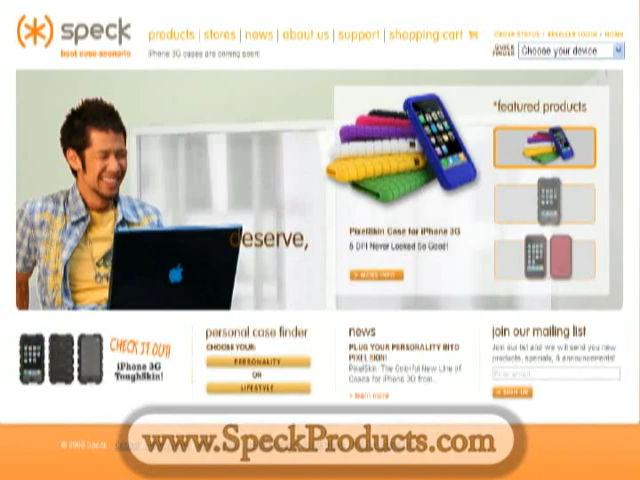 speck
best case scenario
products | stores | news | about us | support | shopping cart
iPhone 3G cases are coming soon!
ORDER STATUS / RESELLER LOGIN / HOME
QUICK FINDER
Choose your device
*featured products
deserve,
PixelSkin Case for iPhone 3G
5 DPI Never Looked So Good!
> MORE INFO
CHECK IT OUT!
iPhone 3G
ToughSkin!
personal case finder
CHOOSE YOUR:
PERSONALITY
OR
LIFESTYLE
news
PLUG YOUR PERSONALITY INTO
PIXEL SKIN!
PixelSkin: The Colorful New Line of
Cases for iPhone 3G from...
> learn more
join our mailing list
Join our list and we will send you new
products, specials, & announcements!
Enter email
> SIGN UP
Speck
www.SpeckProducts.com